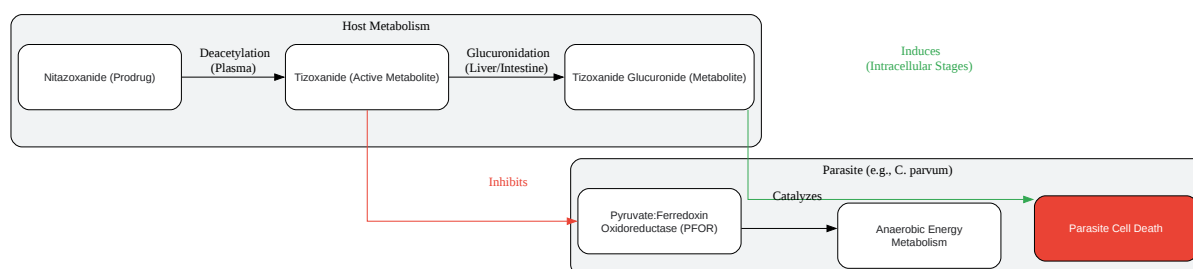 Host Metabolism
Nitazoxanide (Prodrug)
Deacetylation
(Plasma)
Tizoxanide (Active Metabolite)
Glucuronidation
(Liver/Intestine)
Tizoxanide Glucuronide (Metabolite)
Induces
(Intracellular Stages)
Inhibits
Parasite (e.g., C. parvum)
Pyruvate:Ferredoxin
Oxidoreductase (PFOR)
Catalyzes
Anaerobic Energy
Metabolism
Parasite Cell Death